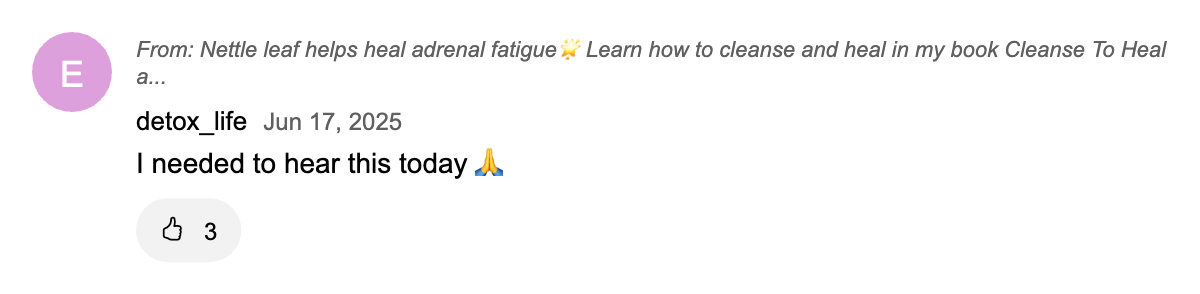 E
From: Nettle leaf helps heal adrenal fatigue🌟 Learn how to cleanse and heal in my book Cleanse To Heal
a...
detox_life Jun 17, 2025
I needed to hear this today 🙏
3